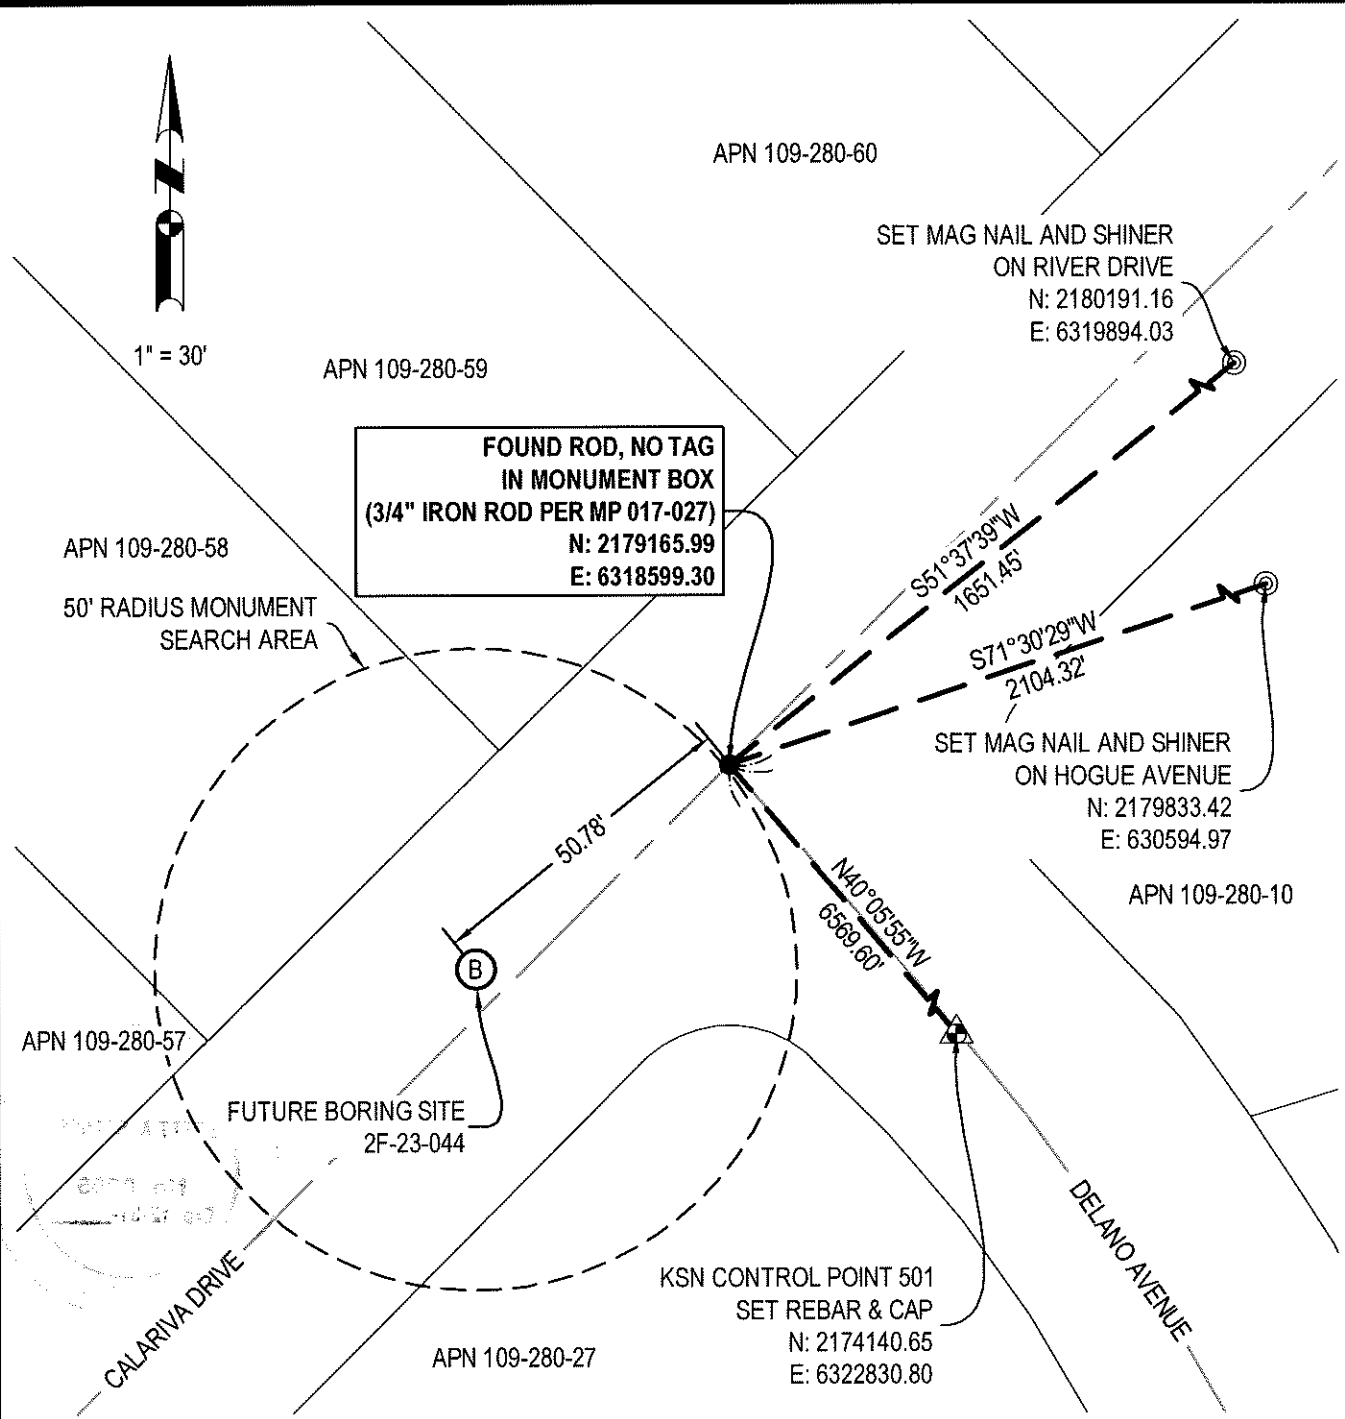 APN 109-280-60
SET MAG NAIL AND SHINER
ON RIVER DRIVE
N: 2180191.16
E: 6319894.03
1" = 30'
APN 109-280-59
FOUND ROD, NO TAG
IN MONUMENT BOX
(3/4" IRON ROD PER MP 017-027)
N: 2179165.99
E: 6318599.30
APN 109-280-58
50' RADIUS MONUMENT
SEARCH AREA
S51°37'39"W
1651.45'
S71°30'29"W
2104.32'
SET MAG NAIL AND SHINER
ON HOGUE AVENUE
N: 2179833.42
E: 630594.97
50.78'
N40°05'55"W
6569.60'
APN 109-280-10
B
APN 109-280-57
FUTURE BORING SITE
2F-23-044
DELANO AVENUE
CALARIVA DRIVE
KSN CONTROL POINT 501
SET REBAR & CAP
N: 2174140.65
E: 6322830.80
APN 109-280-27